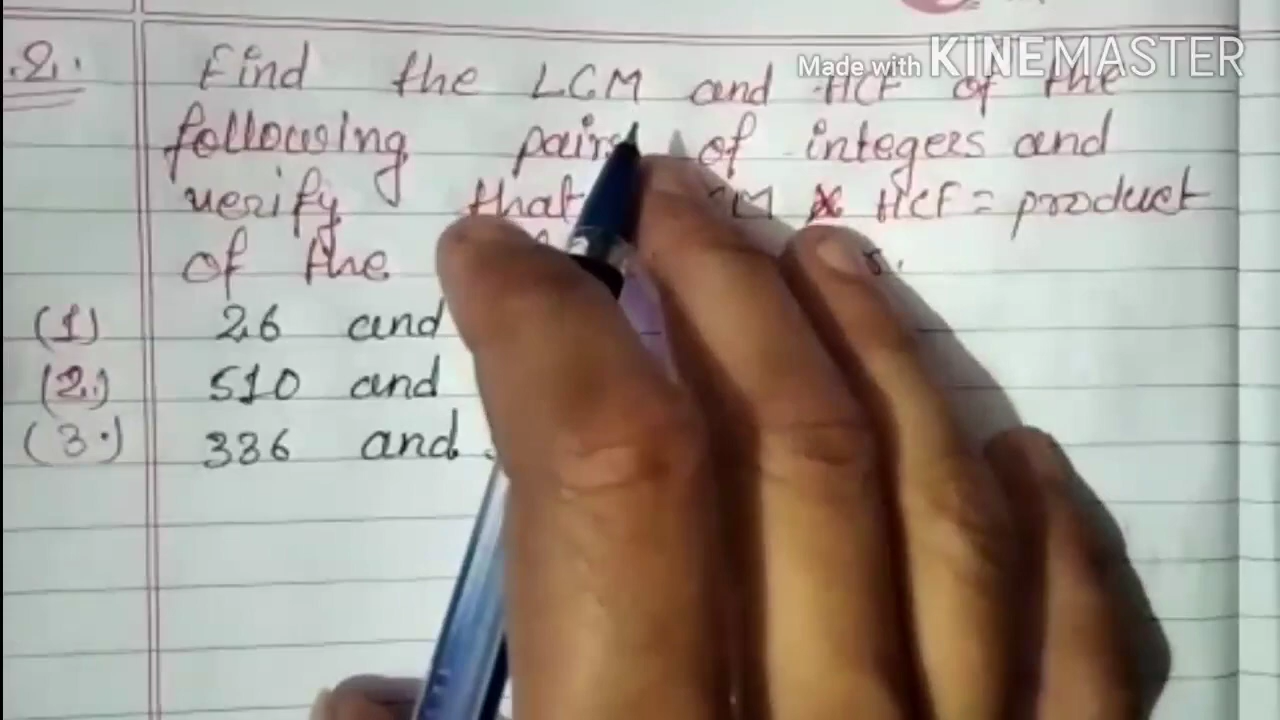 Made with KINEMASTER
.2. Find the LCM and HCF of the
following pairs of integers and
verify that × HCF = product
of the
(1) 26 and
(2.) 510 and
(3.) 336 and